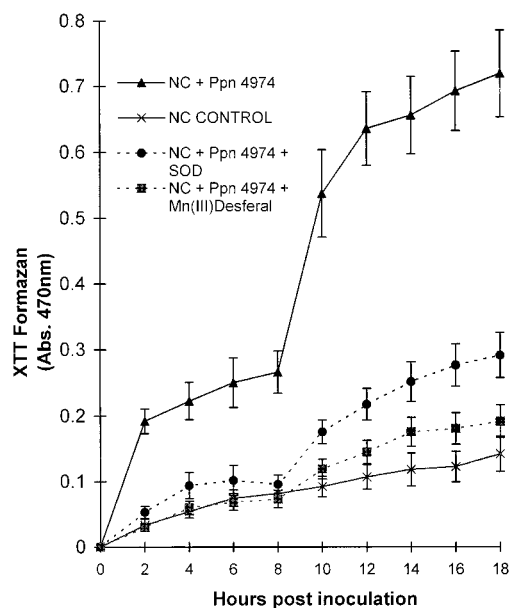 0.8
0.7
0.6
0.5
0.4
0.3
0.2
0.1
0
XTT Formazan
(Abs. 470nm)
NC + Ppn 4974
NC CONTROL
NC + Ppn 4974 +
SOD
NC + Ppn 4974 +
Mn(III)Desferal
0 2 4 6 8 10 12 14 16 18
Hours post inoculation